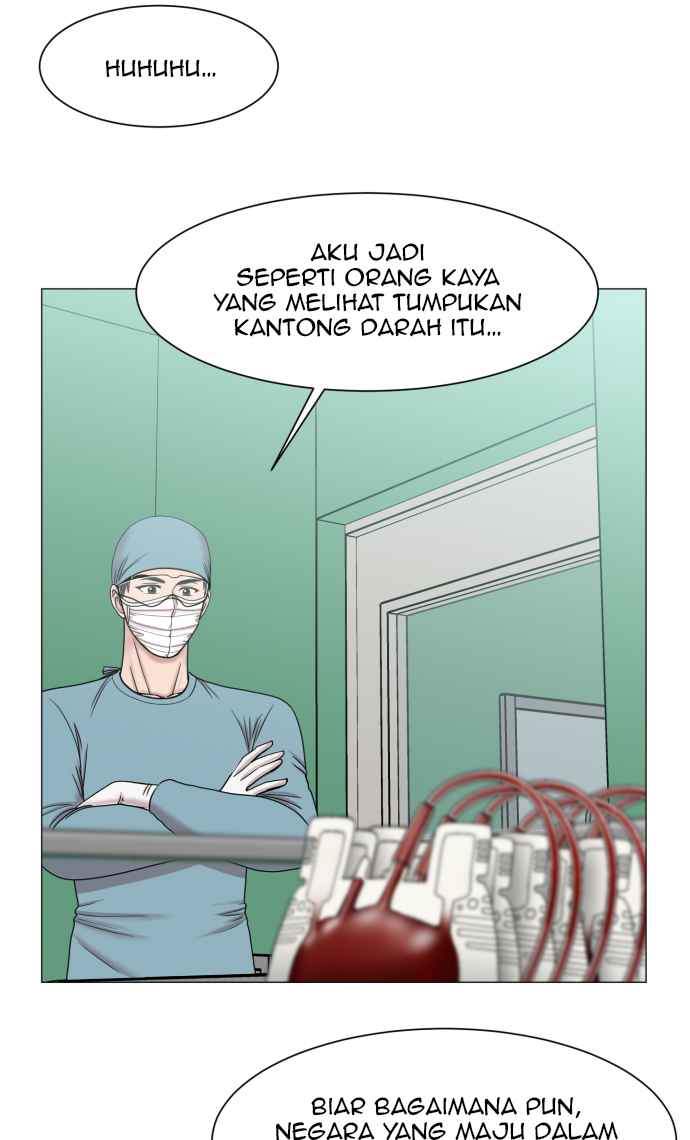 HUHUHU...
AKU JADI
SEPERTI ORANG KAYA
YANG MELIHAT TUMPUKAN
KANTONG DARAH ITU...
BIAR BAGAIMANA PUN,
NEGARA YANG MAJU DALAM